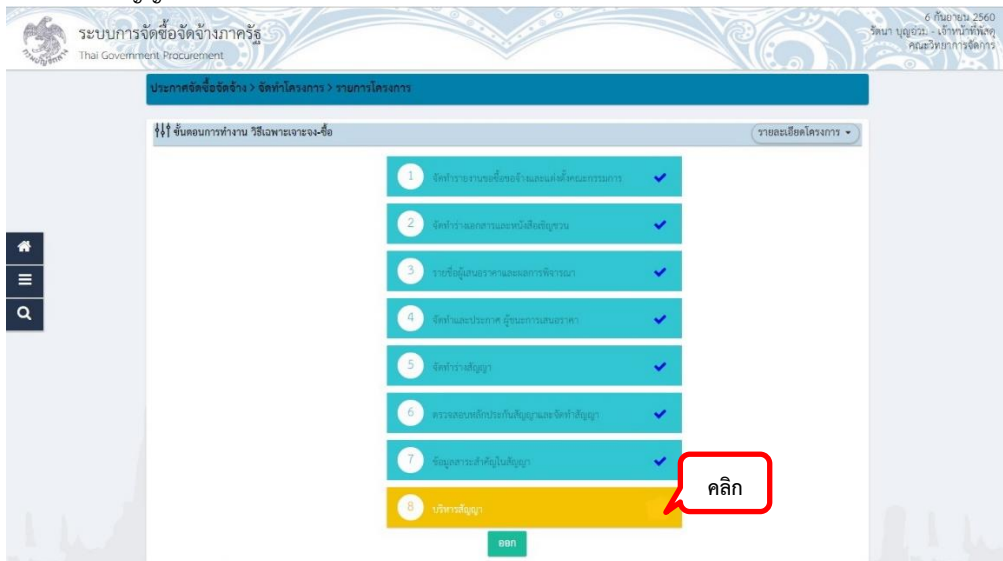 6 กันยายน 2560
ระบบการจัดซื้อจัดจ้างภาครัฐ
รัตนา บุญอ่วม - เจ้าหน้าที่พัสดุ
Thai Government Procurement
คณะวิทยาการจัดการ
ประกาศจัดซื้อจัดจ้าง > จัดทำโครงการ > รายการโครงการ
ขั้นตอนการทำงาน วิธีเฉพาะเจาะจง-ซื้อ
รายละเอียดโครงการ
1 จัดทำรายงานขอซื้อขอจ้างและแต่งตั้งคณะกรรมการ
2 จัดทำร่างเอกสารและหนังสือเชิญชวน
3 รายชื่อผู้เสนอราคาและผลการพิจารณา
4 จัดทำและประกาศ ผู้ชนะการเสนอราคา
5 จัดทำร่างสัญญา
6 ตรวจสอบหลักประกันสัญญาและจัดทำสัญญา
7 ข้อมูลสาระสำคัญในสัญญา
คลิก
8 บริหารสัญญา
ออก